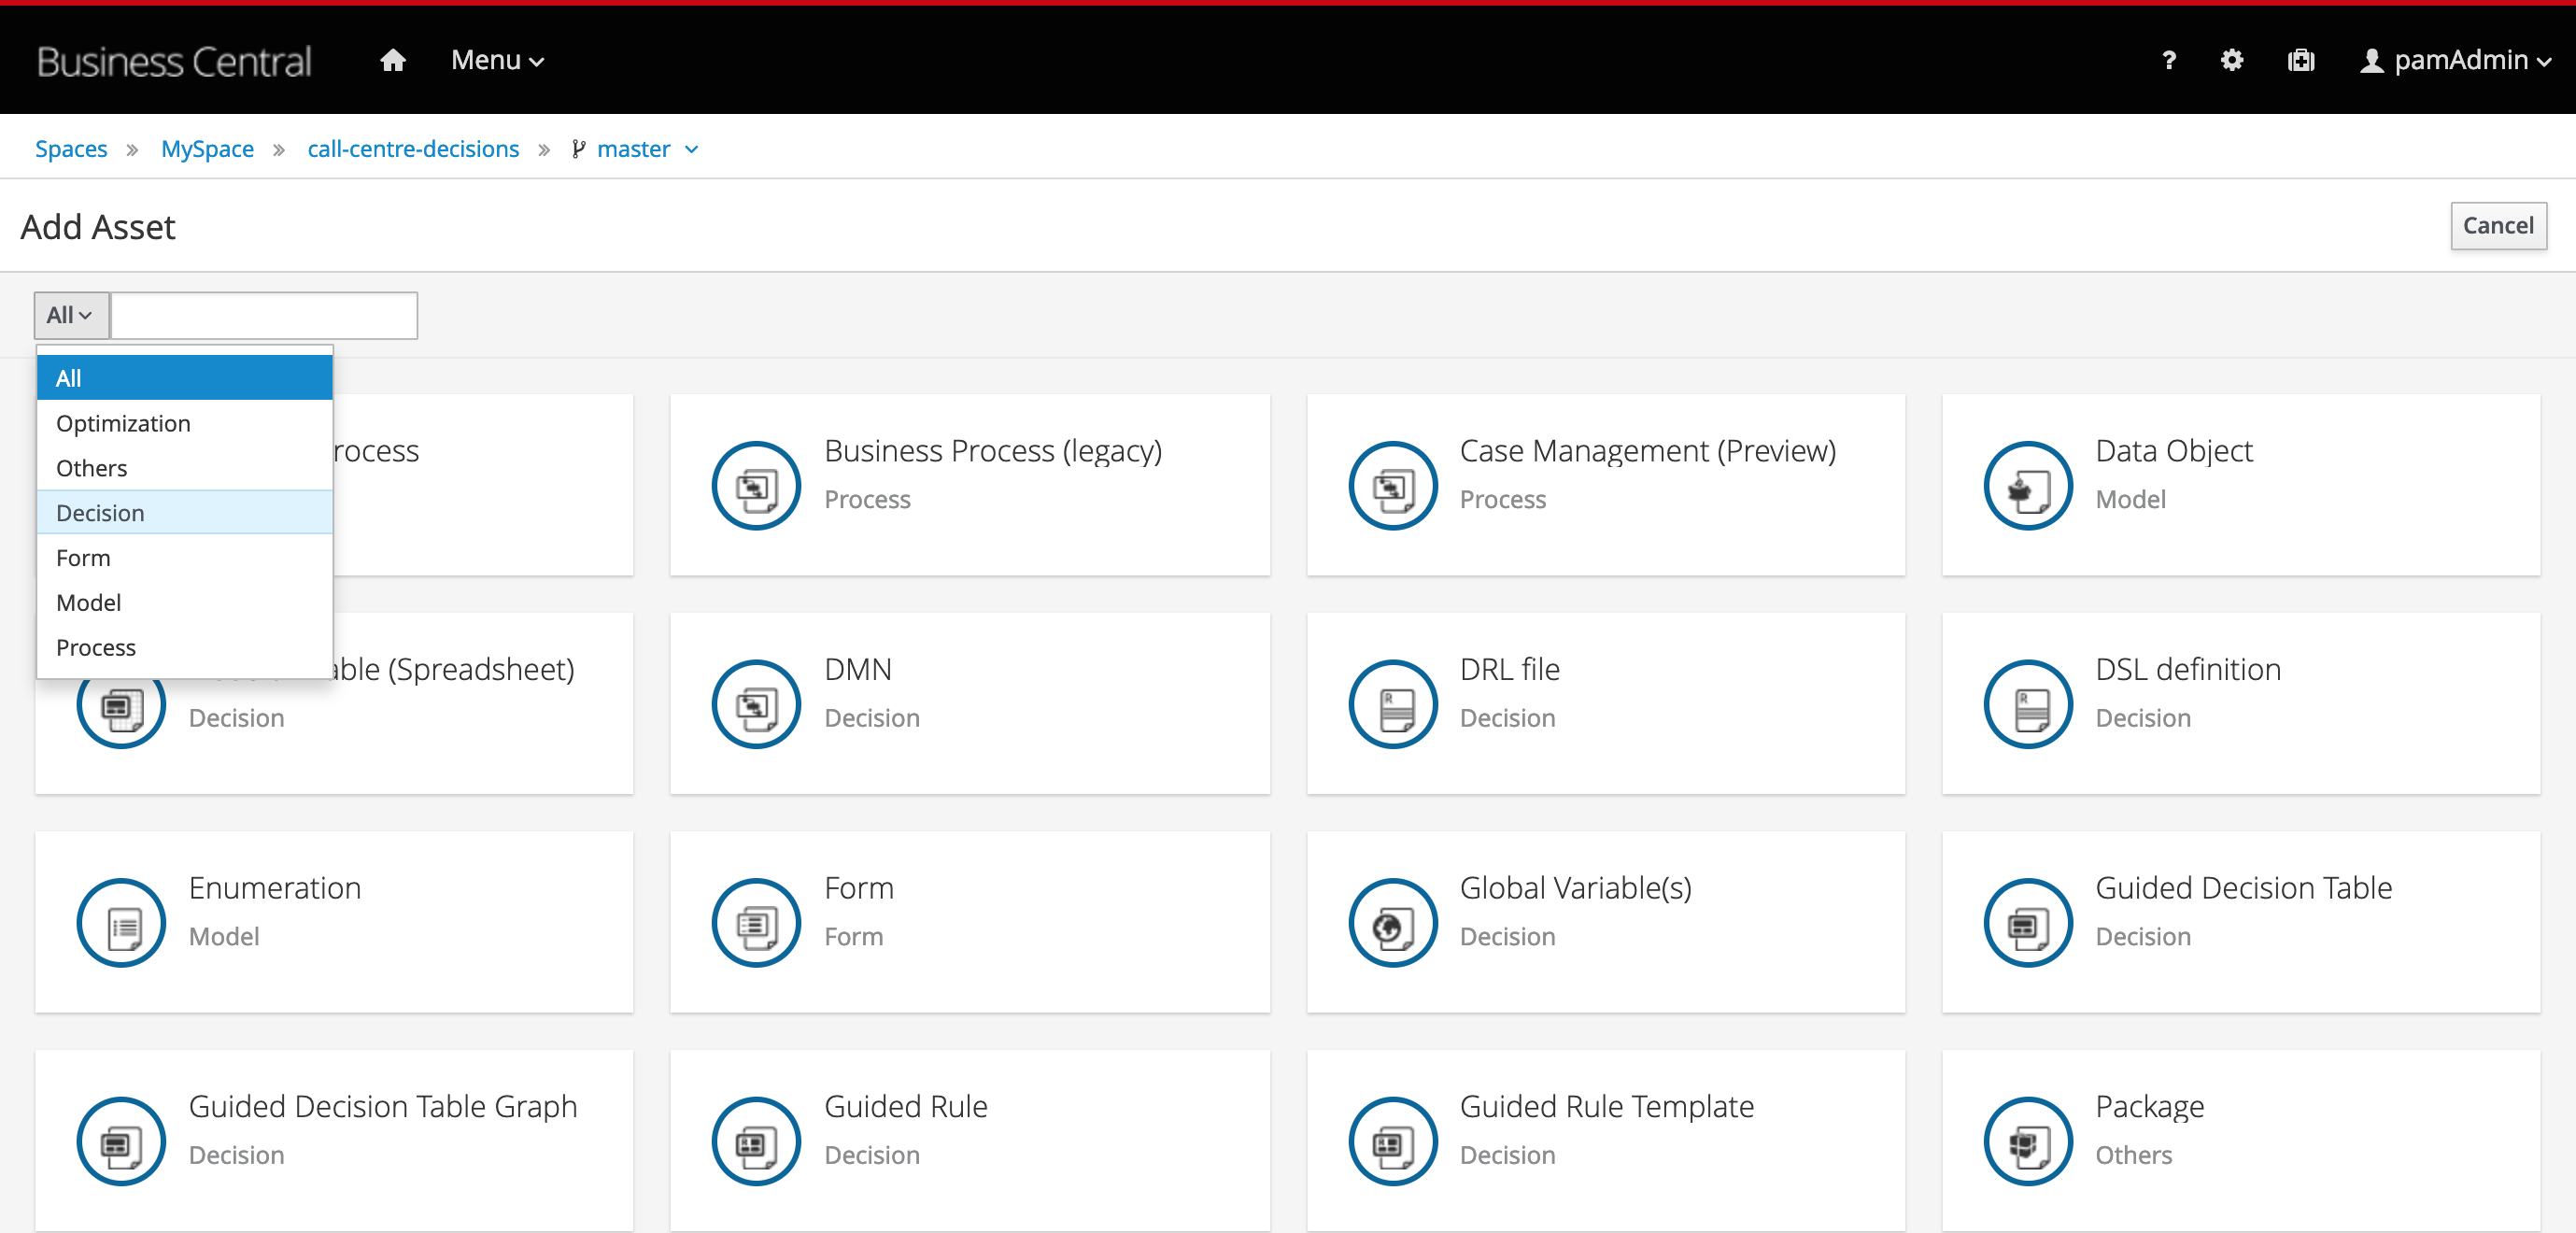 Business Central Menu ? pamAdmin
Spaces » MySpace » call-centre-decisions » master
Add Asset
Cancel
All
All
Optimization
Others
Decision
Form
Model
Process
rocess
Business Process (legacy)
Process
Case Management (Preview)
Process
Data Object
Model
able (Spreadsheet)
Decision
DMN
Decision
DRL file
Decision
DSL definition
Decision
Enumeration
Model
Form
Form
Global Variable(s)
Decision
Guided Decision Table
Decision
Guided Decision Table Graph
Decision
Guided Rule
Decision
Guided Rule Template
Decision
Package
Others